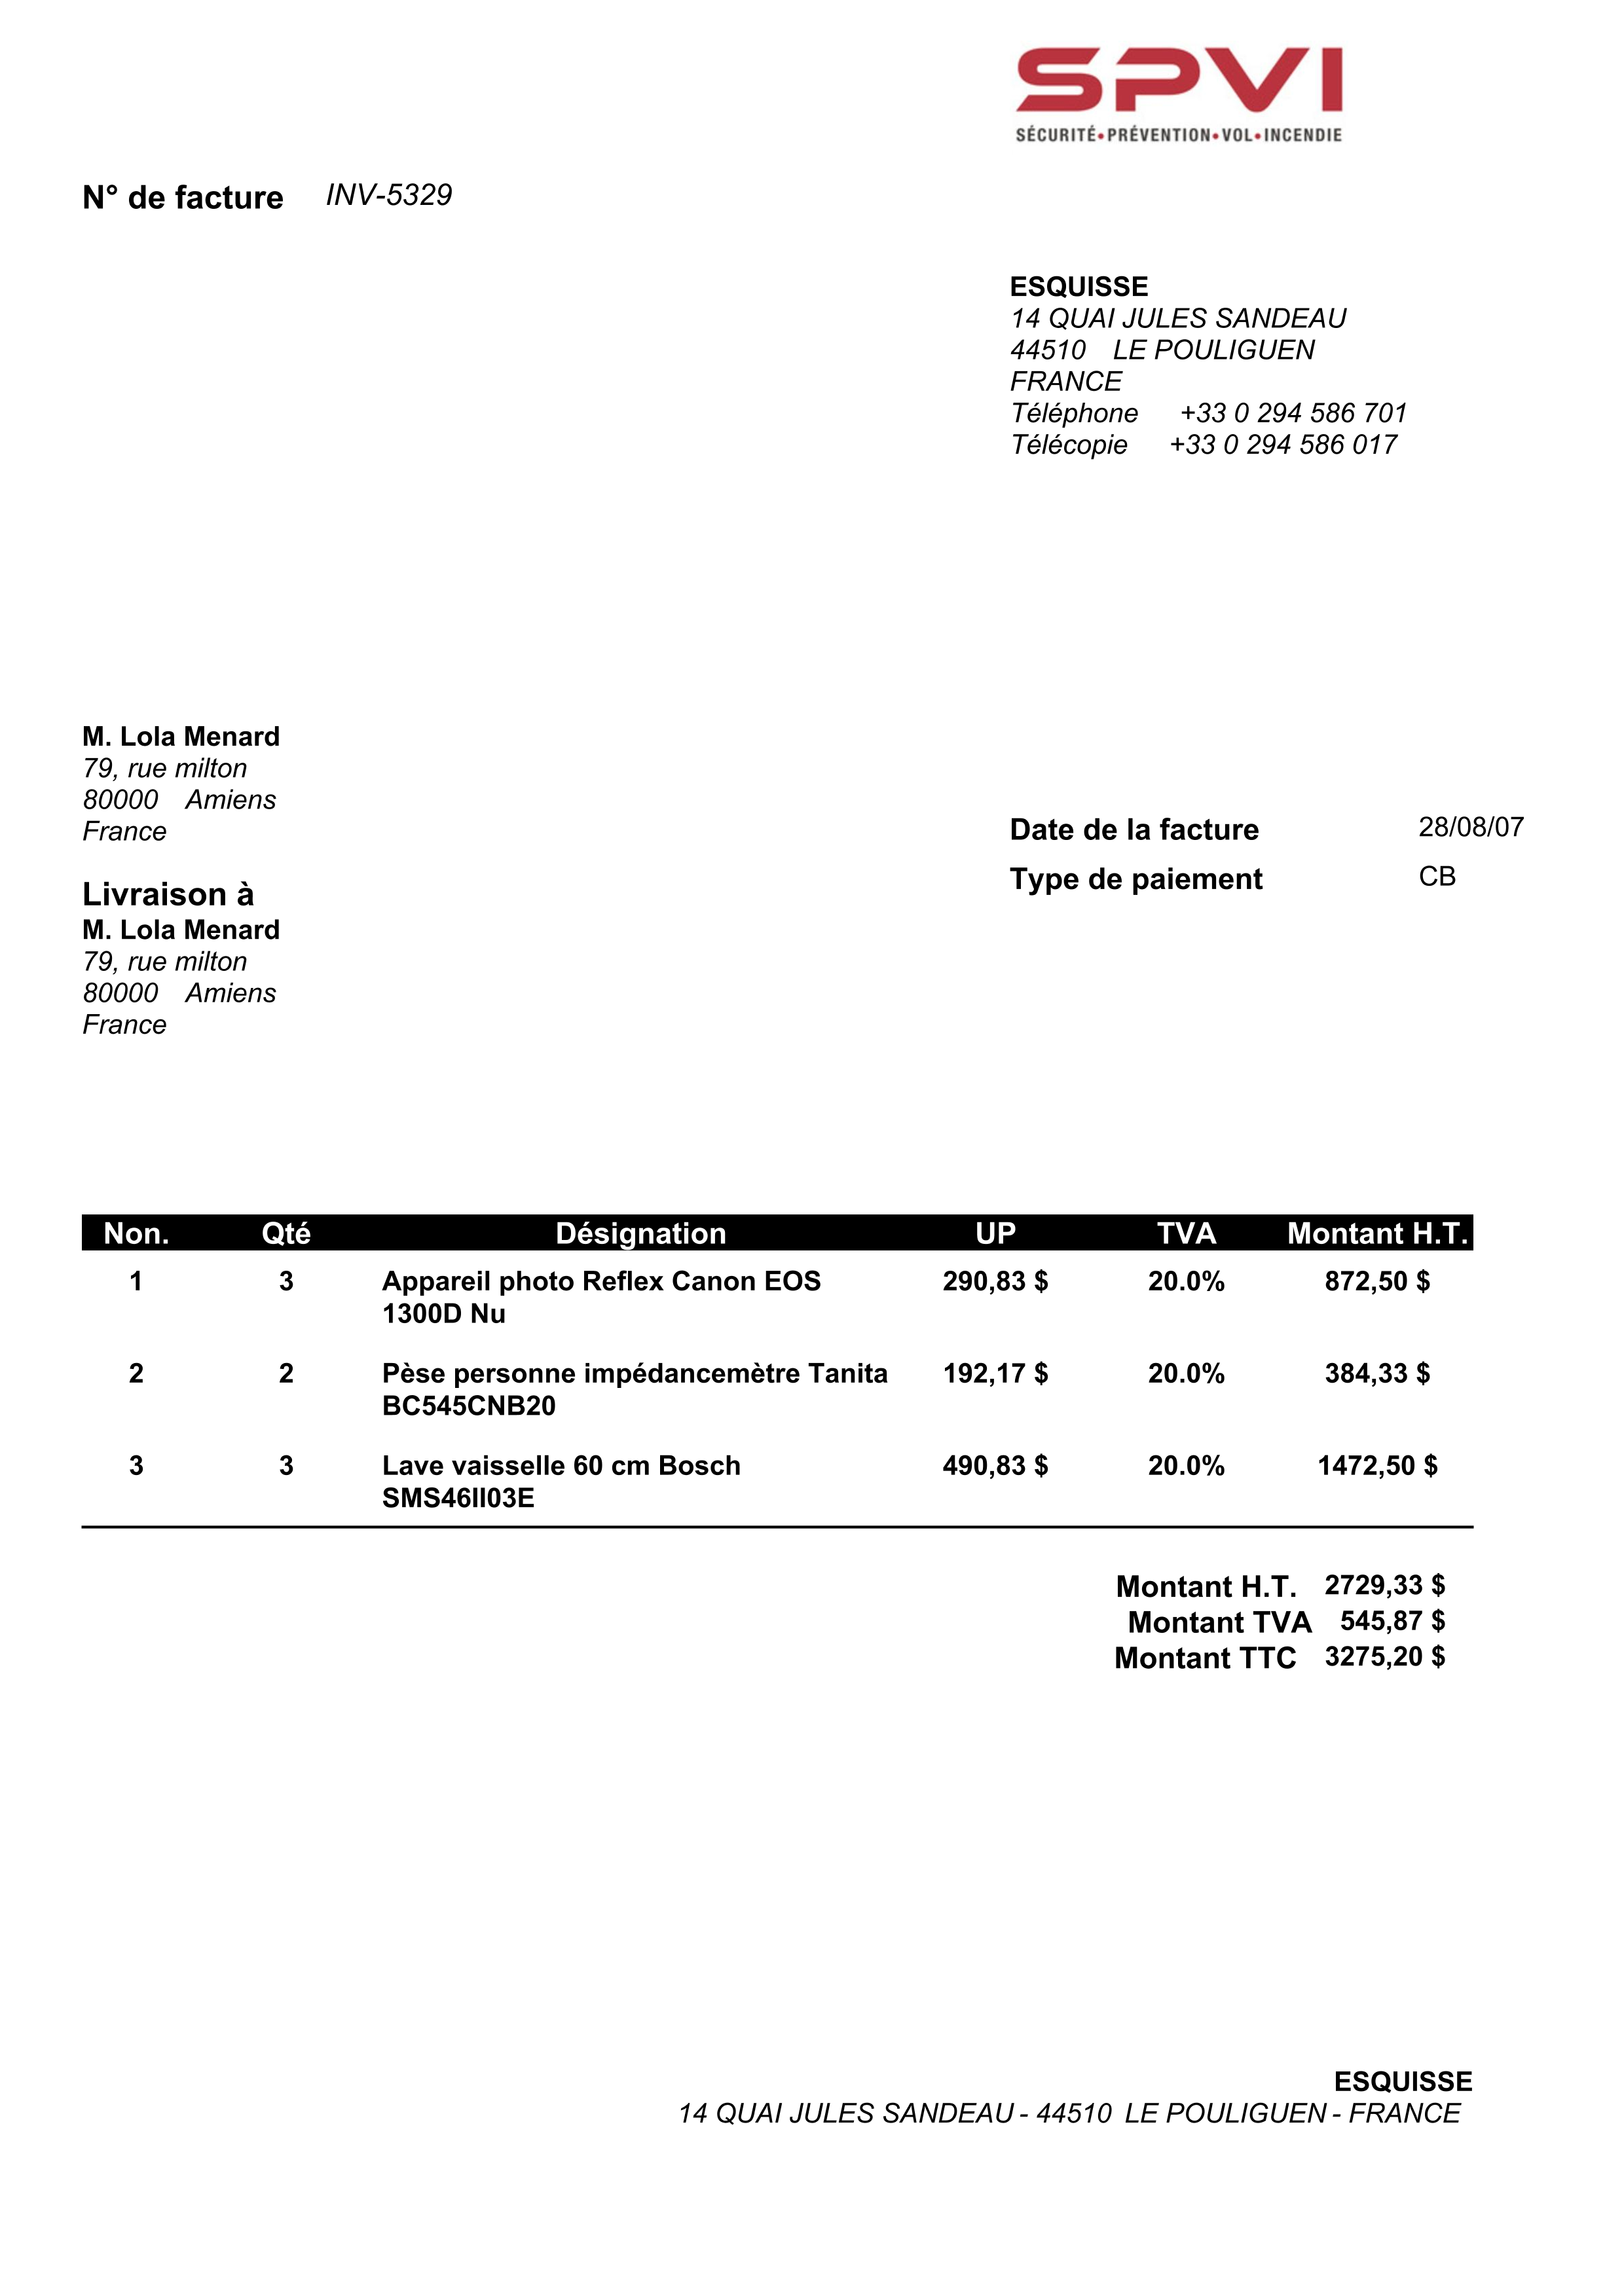 SPVI
SÉCURITÉ•PRÉVENTION•VOL•INCENDIE
N° de facture INV-5329
ESQUISSE
14 QUAI JULES SANDEAU
44510 LE POULIGUEN
FRANCE
Téléphone +33 0 294 586 701
Télécopie +33 0 294 586 017
M. Lola Menard
79, rue milton
80000 Amiens
France
Date de la facture 28/08/07
Type de paiement CB
Livraison à
M. Lola Menard
79, rue milton
80000 Amiens
France
Non. Qté Désignation UP TVA Montant H.T.
1 3 Appareil photo Reflex Canon EOS 290,83 $ 20.0% 872,50 $
1300D Nu
2 2 Pèse personne impédancemètre Tanita 192,17 $ 20.0% 384,33 $
BC545CNB20
3 3 Lave vaisselle 60 cm Bosch 490,83 $ 20.0% 1472,50 $
SMS46II03E
Montant H.T. 2729,33 $
Montant TVA 545,87 $
Montant TTC 3275,20 $
ESQUISSE
14 QUAI JULES SANDEAU - 44510 LE POULIGUEN - FRANCE